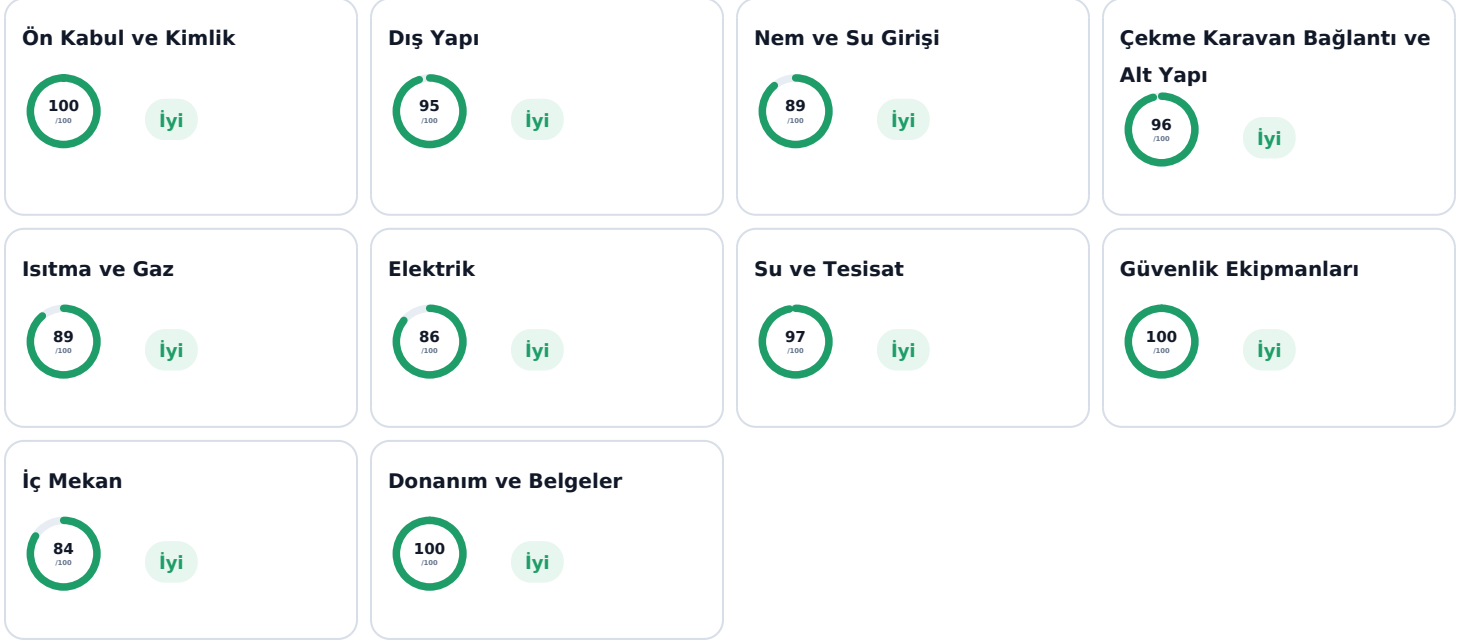 Ön Kabul ve Kimlik
100
/100
İyi
Dış Yapı
95
/100
İyi
Nem ve Su Girişi
89
/100
İyi
Çekme Karavan Bağlantı ve
Alt Yapı
96
/100
İyi
Isıtma ve Gaz
89
/100
İyi
Elektrik
86
/100
İyi
Su ve Tesisat
97
/100
İyi
Güvenlik Ekipmanları
100
/100
İyi
İç Mekan
84
/100
İyi
Donanım ve Belgeler
100
/100
İyi